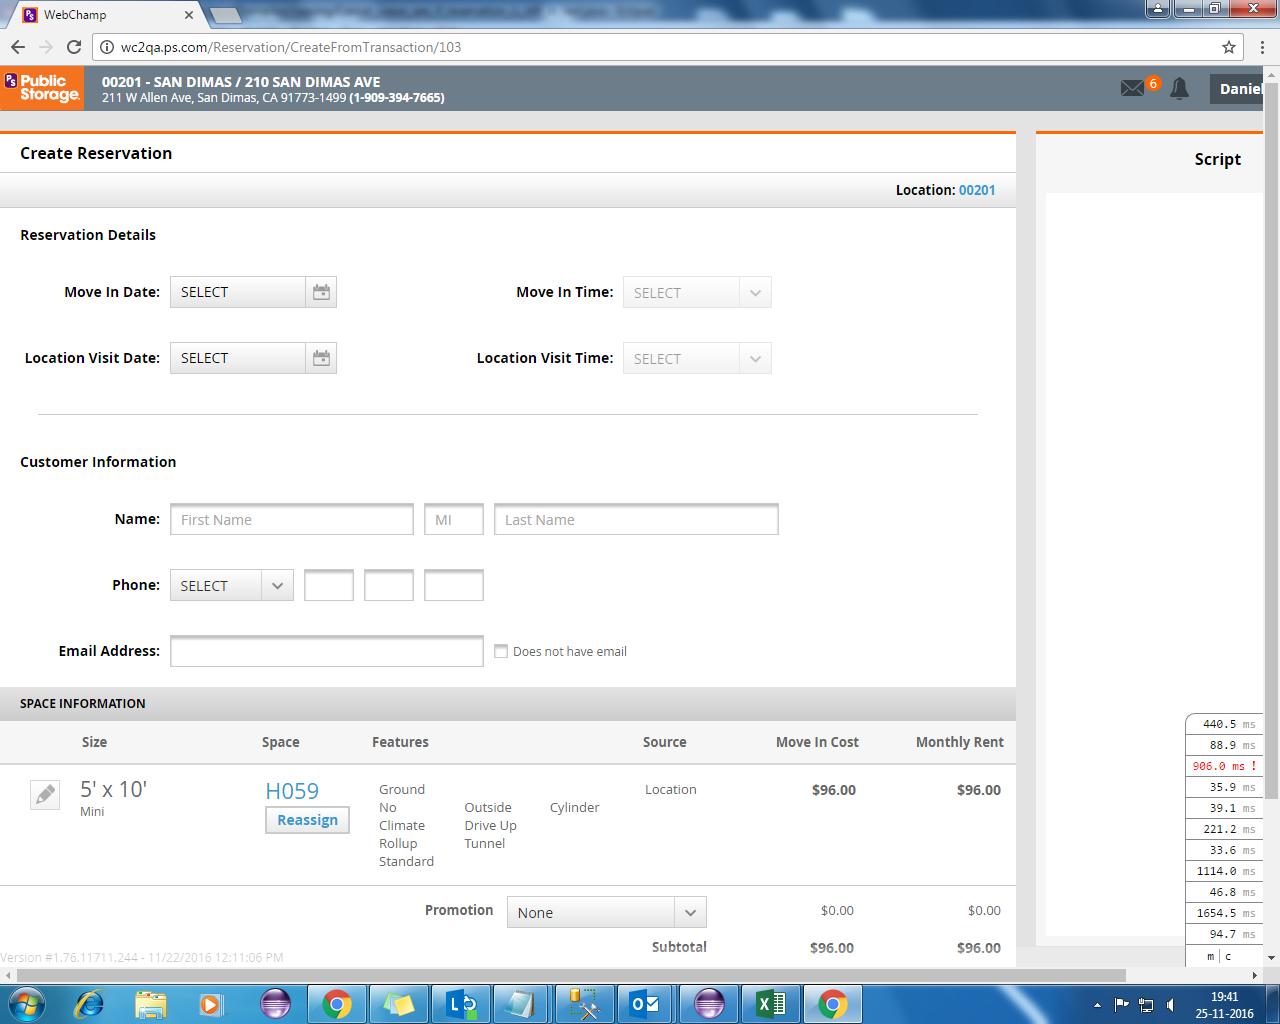 WebChamp
wc2qa.ps.com/Reservation/CreateFromTransaction/103
PS Public Storage.
00201 - SAN DIMAS / 210 SAN DIMAS AVE
211 W Allen Ave, San Dimas, CA 91773-1499 (1-909-394-7665)
6
Daniel
Create Reservation
Script
Location: 00201
Reservation Details
Move In Date: SELECT Move In Time: SELECT
Location Visit Date: SELECT Location Visit Time: SELECT
Customer Information
Name: First Name MI Last Name
Phone: SELECT
Email Address: Does not have email
SPACE INFORMATION
Size Space Features Source Move In Cost Monthly Rent
5' x 10' H059 Ground Location $96.00 $96.00
Mini Reassign No Outside Cylinder
Climate Drive Up
Rollup Tunnel
Standard
Promotion None $0.00 $0.00
Subtotal $96.00 $96.00
Version #1.76.11711.244 - 11/22/2016 12:11:06 PM
440.5 ms
88.9 ms
906.0 ms !
35.9 ms
39.1 ms
221.2 ms
33.6 ms
1114.0 ms
46.8 ms
1654.5 ms
94.7 ms
m | c
19:41
25-11-2016